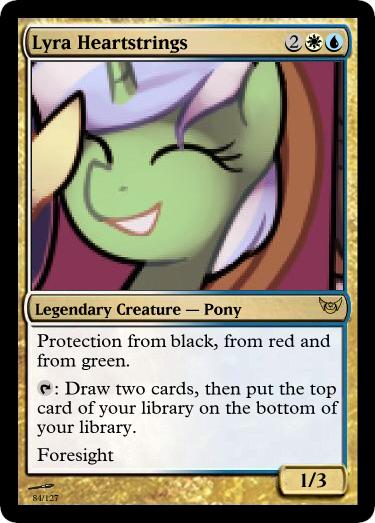 Lyra Heartstrings 2
Legendary Creature — Pony
Protection from black, from red and
from green.
: Draw two cards, then put the top
card of your library on the bottom of
your library.
Foresight
1/3
84/127